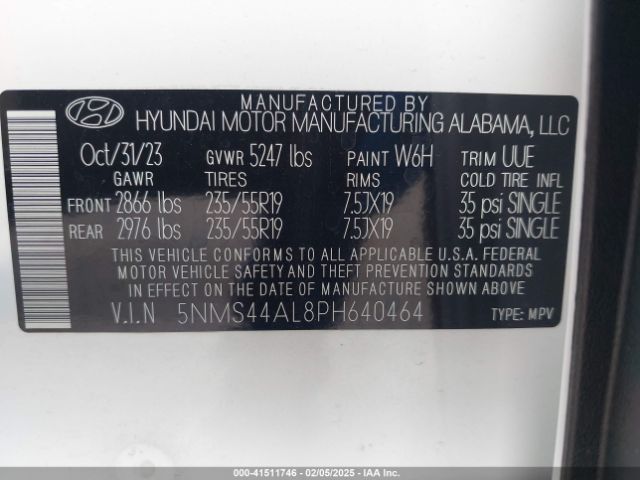 MANUFACTURED BY
HYUNDAI MOTOR MANUFACTURING ALABAMA, LLC
Oct/31/23 GVWR 5247 lbs PAINT W6H TRIM UUE
GAWR TIRES RIMS COLD TIRE INFL
FRONT 2866 lbs 235/55R19 7.5JX19 35 psi SINGLE
REAR 2976 lbs 235/55R19 7.5JX19 35 psi SINGLE
THIS VEHICLE CONFORMS TO ALL APPLICABLE U.S.A. FEDERAL
MOTOR VEHICLE SAFETY AND THEFT PREVENTION STANDARDS
IN EFFECT ON THE DATE OF MANUFACTURE SHOWN ABOVE.
V.I.N 5NMS44AL8PH640464 TYPE: MPV
000-41511746 - 02/05/2025 - IAA, Inc.